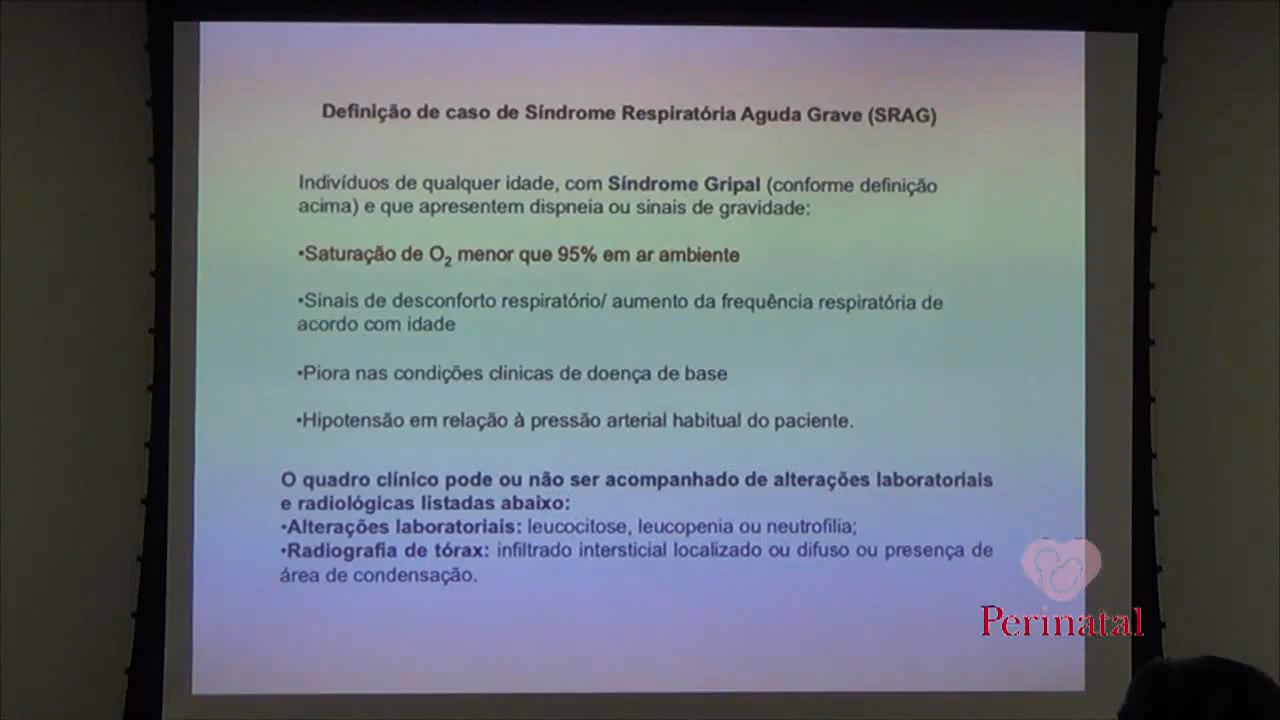 Definição de caso de Síndrome Respiratória Aguda Grave (SRAG)
Indivíduos de qualquer idade, com Síndrome Gripal (conforme definição
acima) e que apresentem dispneia ou sinais de gravidade:
•Saturação de O₂ menor que 95% em ar ambiente
•Sinais de desconforto respiratório/ aumento da frequência respiratória de
acordo com idade
•Piora nas condições clinicas de doença de base
•Hipotensão em relação à pressão arterial habitual do paciente.
O quadro clínico pode ou não ser acompanhado de alterações laboratoriais
e radiológicas listadas abaixo:
•Alterações laboratoriais: leucocitose, leucopenia ou neutrofilia;
•Radiografia de tórax: infiltrado intersticial localizado ou difuso ou presença de
área de condensação.
Perinatal